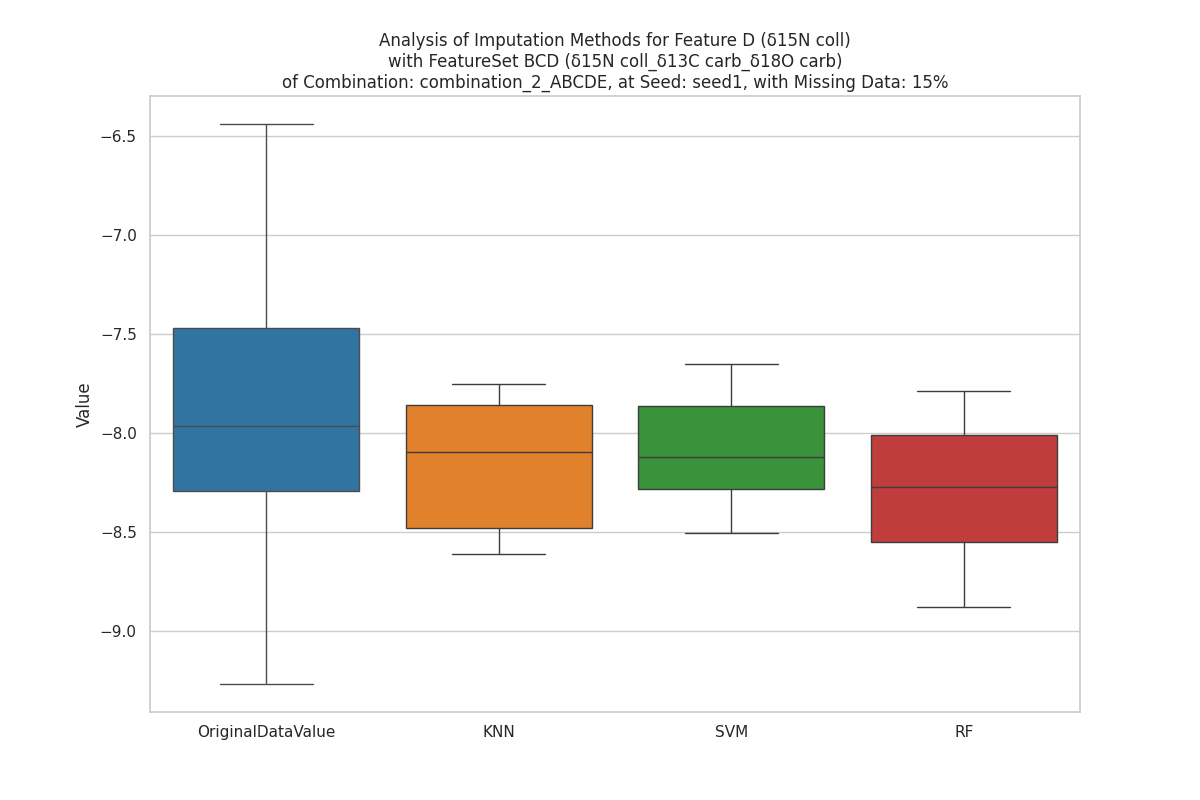 Analysis of Imputation Methods for Feature D (δ15N coll)
with FeatureSet BCD (δ15N coll_δ13C carb_δ18O carb)
of Combination: combination_2_ABCDE, at Seed: seed1, with Missing Data: 15%
Value
−6.5
−7.0
−7.5
−8.0
−8.5
−9.0
OriginalDataValue
KNN
SVM
RF